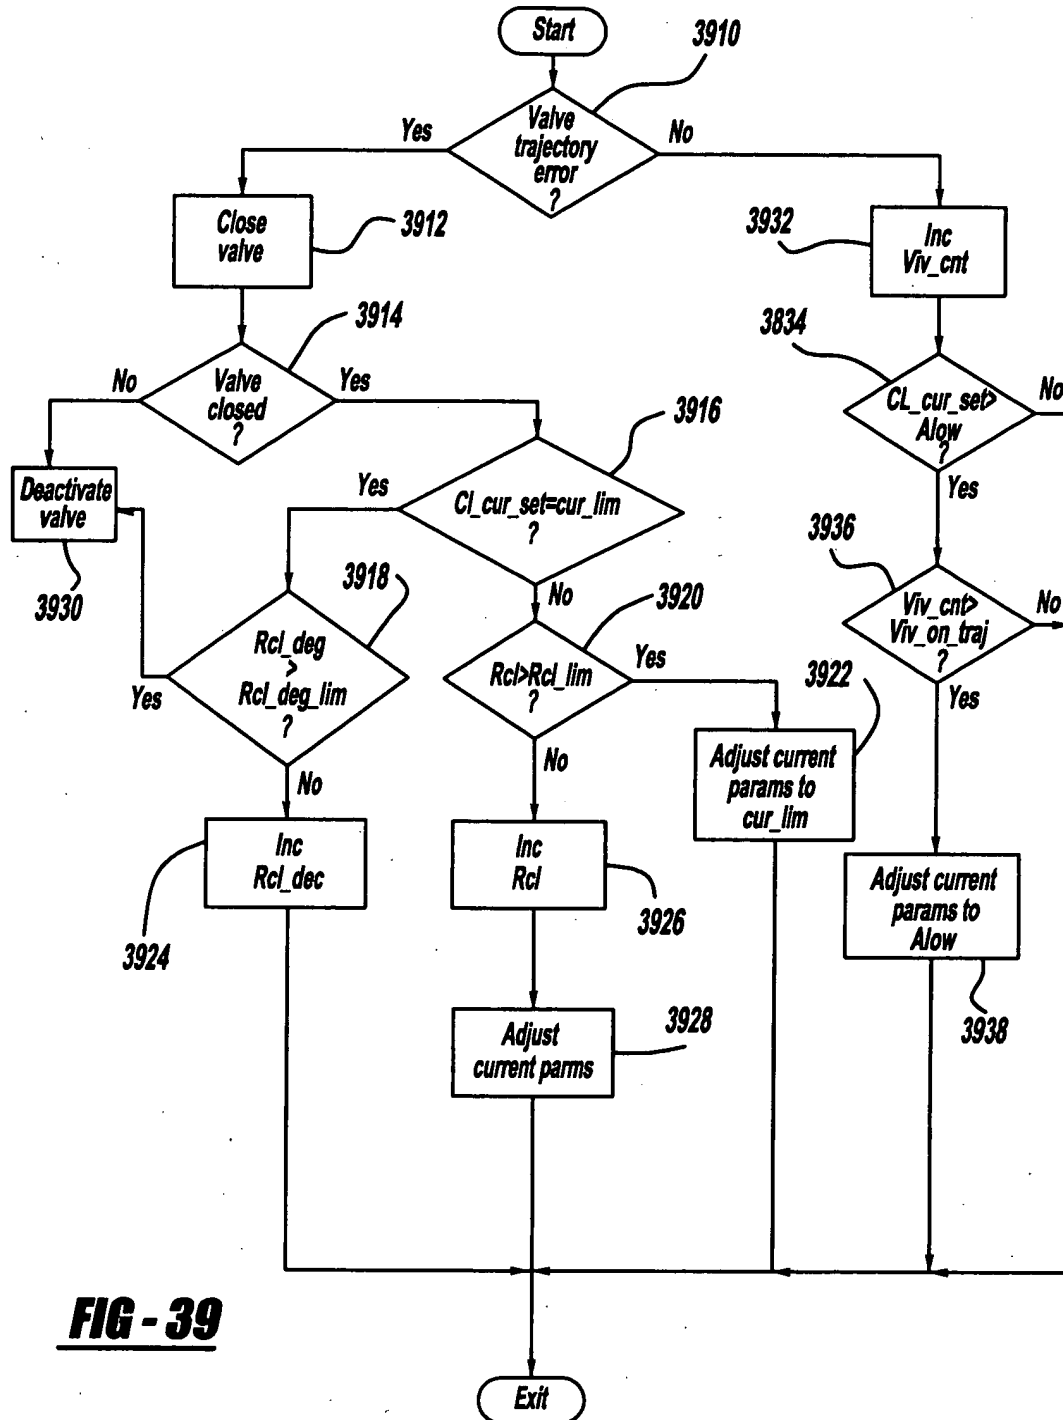 Start
3910
Valve
trajectory
error
?
Yes
No
Close
valve
3912
3932
Inc
Viv_cnt
3914
3834
Valve
closed
?
No
Yes
3916
CL_cur_set>
Alow
?
No
Yes
Deactivate
valve
3930
Yes
Cl_cur_set=cur_lim
?
No
3936
Viv_cnt>
Viv_on_traj
?
No
Yes
3918
Rcl_deg
>
Rcl_deg_lim
?
Yes
No
3920
Rcl>Rcl_lim
?
Yes
No
3922
Adjust current
params to
cur_lim
Inc
Rcl_dec
3924
Inc
Rcl
3926
Adjust current
params to
Alow
3938
Adjust
current parms
3928
FIG - 39
Exit